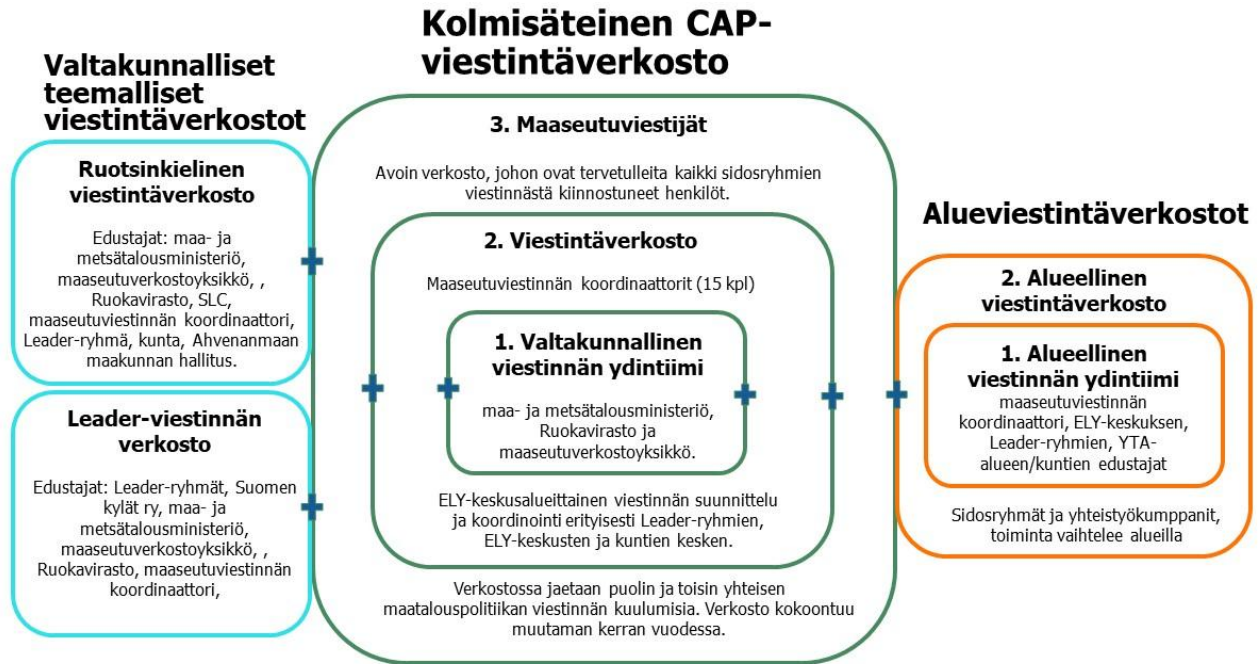 Kolmisäteinen CAP-
viestintäverkosto
Valtakunnalliset
teemalliset
viestintäverkostot
Ruotsinkielinen
viestintäverkosto
Edustajat: maa- ja
metsätalousministeriö,
maaseutuverkostoyksikkö, ,
Ruokavirasto, SLC,
maaseutuviestinnän koordinaattori,
Leader-ryhmä, kunta, Ahvenanmaan
maakunnan hallitus.
Leader-viestinnän
verkosto
Edustajat: Leader-ryhmät, Suomen
kylät ry, maa- ja
metsätalousministeriö,
maaseutuverkostoyksikkö, ,
Ruokavirasto, maaseutuviestinnän
koordinaattori,
3. Maaseutuviestijät
Avoin verkosto, johon ovat tervetulleita kaikki sidosryhmien
viestinnästä kiinnostuneet henkilöt.
2. Viestintäverkosto
Maaseutuviestinnän koordinaattorit (15 kpl)
1. Valtakunnallinen
viestinnän ydintiimi
maa- ja metsätalousministeriö,
Ruokavirasto ja
maaseutuverkostoyksikkö.
ELY-keskusalueittainen viestinnän suunnittelu
ja koordinointi erityisesti Leader-ryhmien,
ELY-keskusten ja kuntien kesken.
Verkostossa jaetaan puolin ja toisin yhteisen
maatalouspolitiikan viestinnän kuulumisia. Verkosto kokoontuu
muutaman kerran vuodessa.
Alueviestintäverkostot
2. Alueellinen
viestintäverkosto
1. Alueellinen
viestinnän ydintiimi
maaseutuviestinnän
koordinaattori, ELY-keskuksen,
Leader-ryhmien, YTA-
alueen/kuntien edustajat
Sidosryhmät ja yhteistyökumppanit,
toiminta vaihtelee alueilla